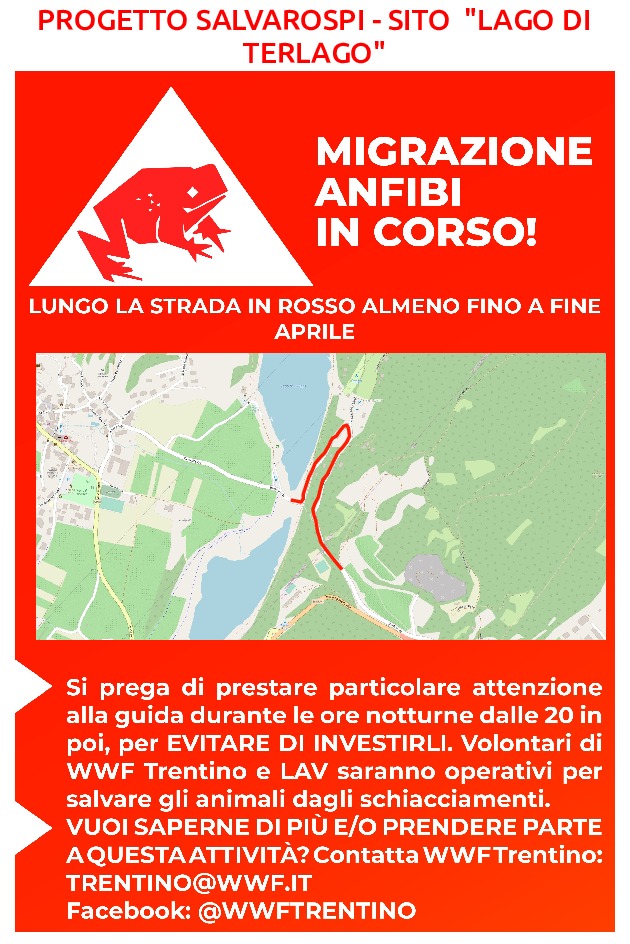 PROGETTO SALVAROSPI - SITO "LAGO DI
TERLAGO"
MIGRAZIONE
ANFIBI
IN CORSO!
LUNGO LA STRADA IN ROSSO ALMENO FINO A FINE
APRILE
Si prega di prestare particolare attenzione
alla guida durante le ore notturne dalle 20 in
poi, per EVITARE DI INVESTIRLI. Volontari di
WWF Trentino e LAV saranno operativi per
salvare gli animali dagli schiacciamenti.
VUOI SAPERNE DI PIÙ E/O PRENDERE PARTE
A QUESTA ATTIVITÀ? Contatta WWF Trentino:
TRENTINO@WWF.IT
Facebook: @WWFTRENTINO